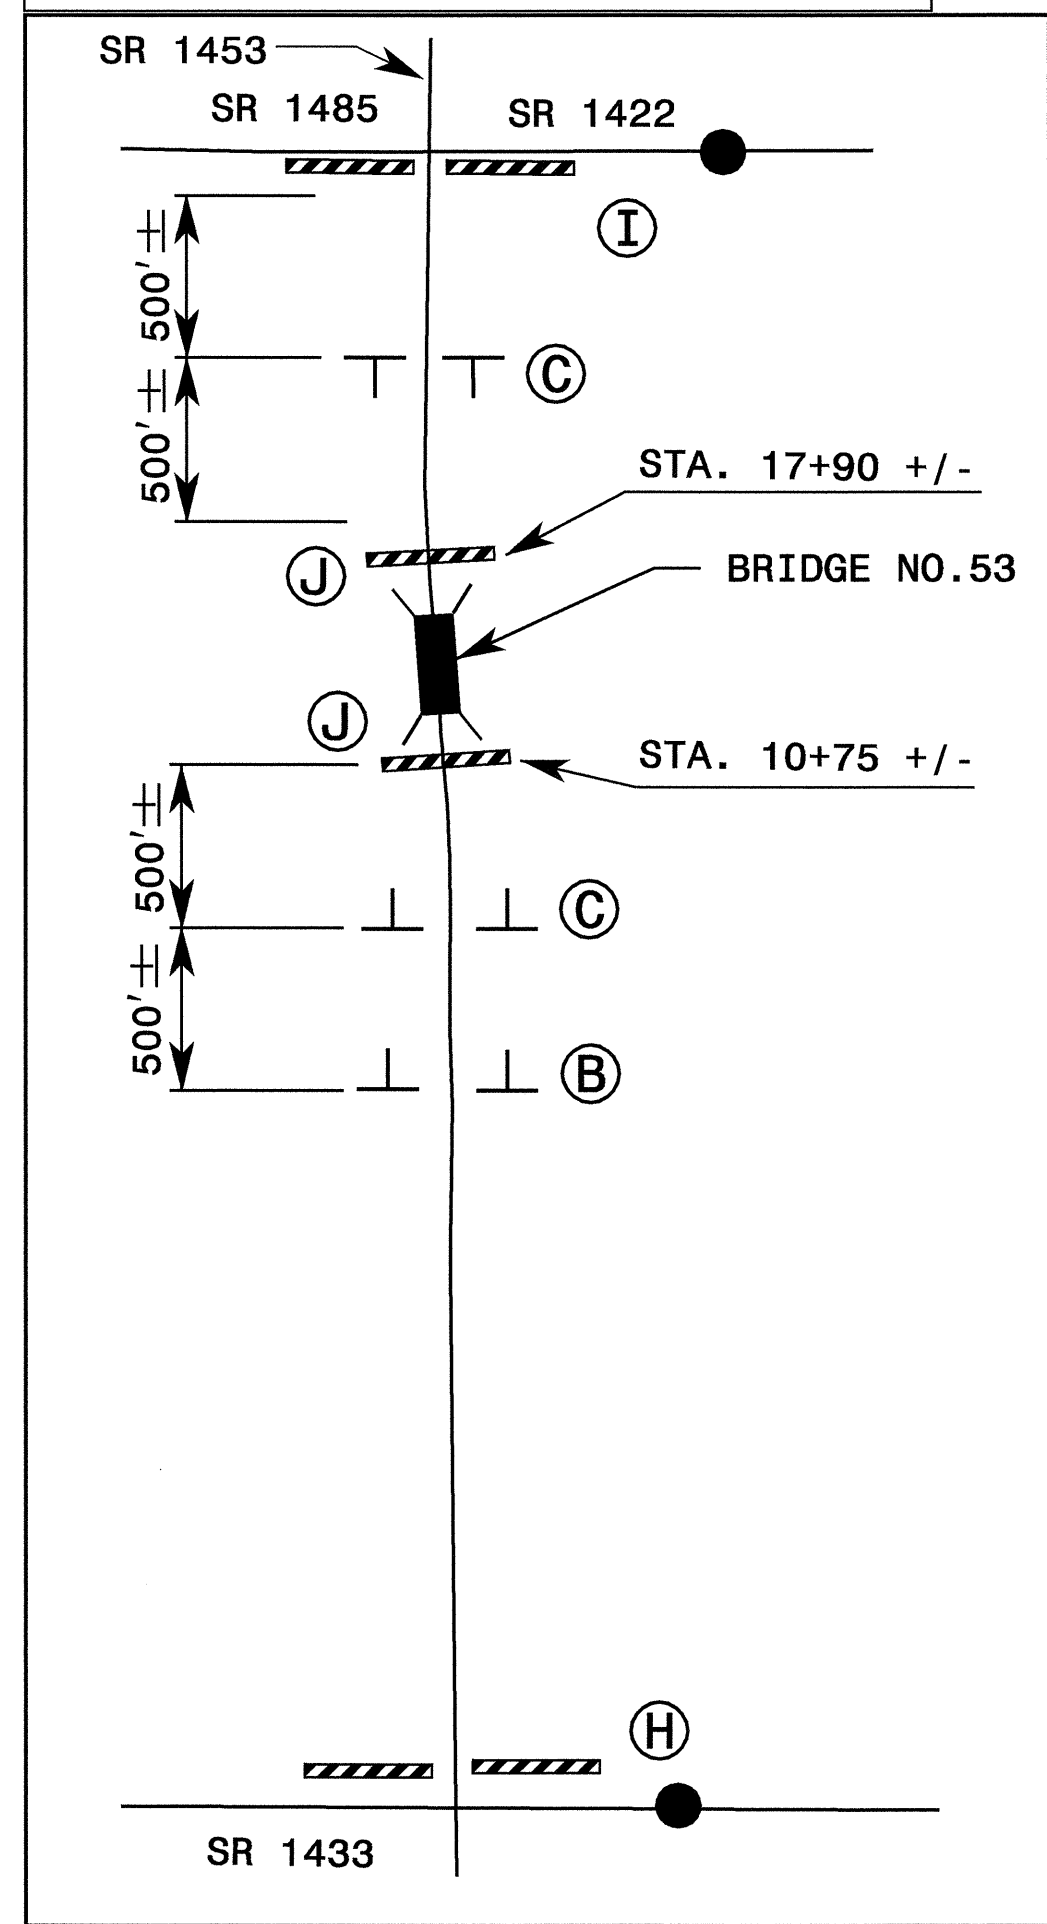 SR 1453
SR 1485
SR 1422
I
500'±
C
500'±
STA. 17+90 +/-
J
BRIDGE NO.53
J
STA. 10+75 +/-
500'±
C
500'±
B
H
SR 1433